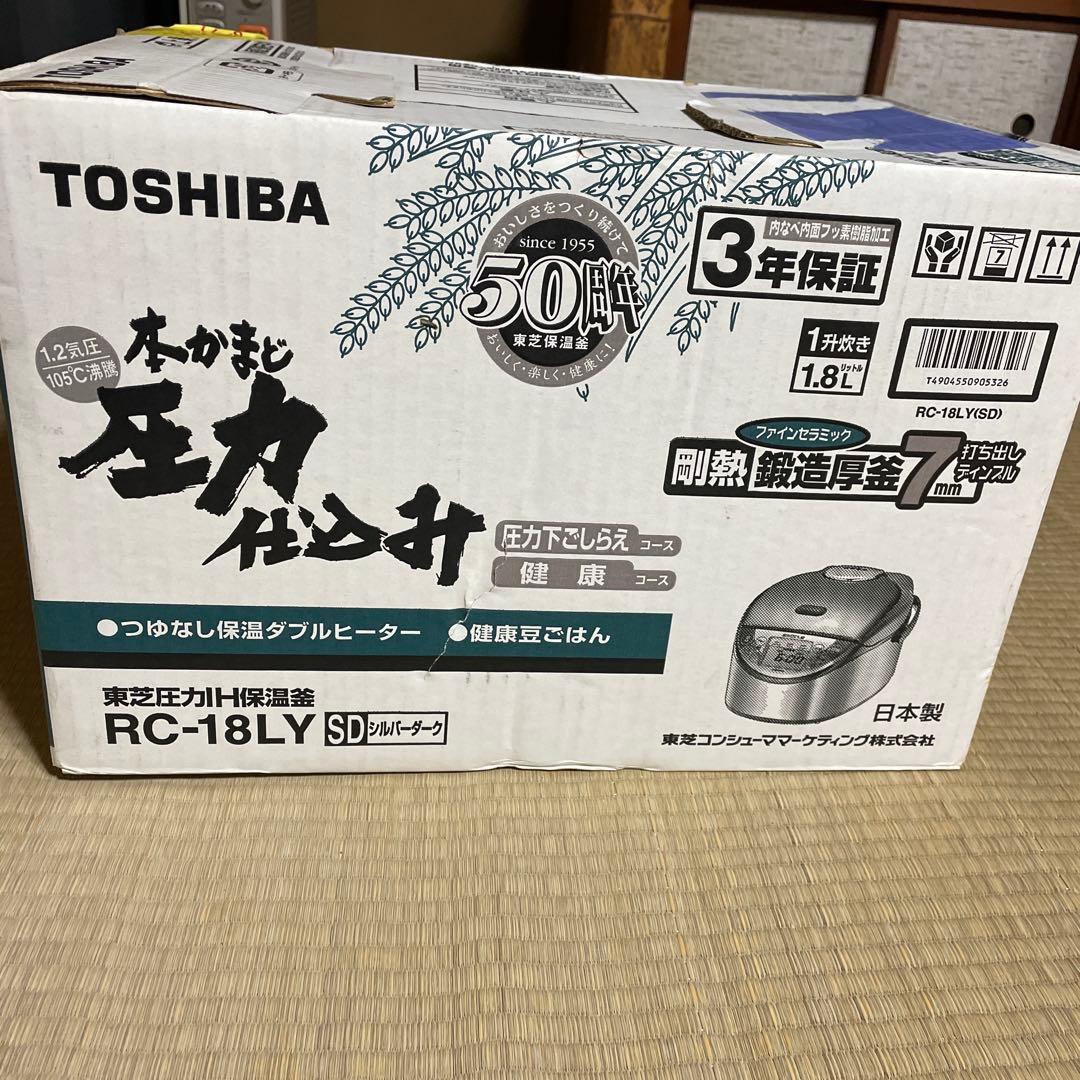 TOSHIBA
おいしさをつくり続けて
since 1955
50周年
東芝保温釜
おいしく・楽しく・健康に!
内なべ内面フッ素樹脂加工
3年保証
7
1.2気圧
105℃沸騰
本かまど
圧力
仕込み
1升炊き
1.8リットルL
T4904550905326
RC-18LY(SD)
ファインセラミック
剛熱 鍛造厚釜 7mm
打ち出し
ディンプル
圧力下ごしらえ コース
健康 コース
●つゆなし保温ダブルヒーター ●健康豆ごはん
東芝圧力IH保温釜
RC-18LY SD シルバーダーク
日本製
東芝コンシューママーケティング株式会社